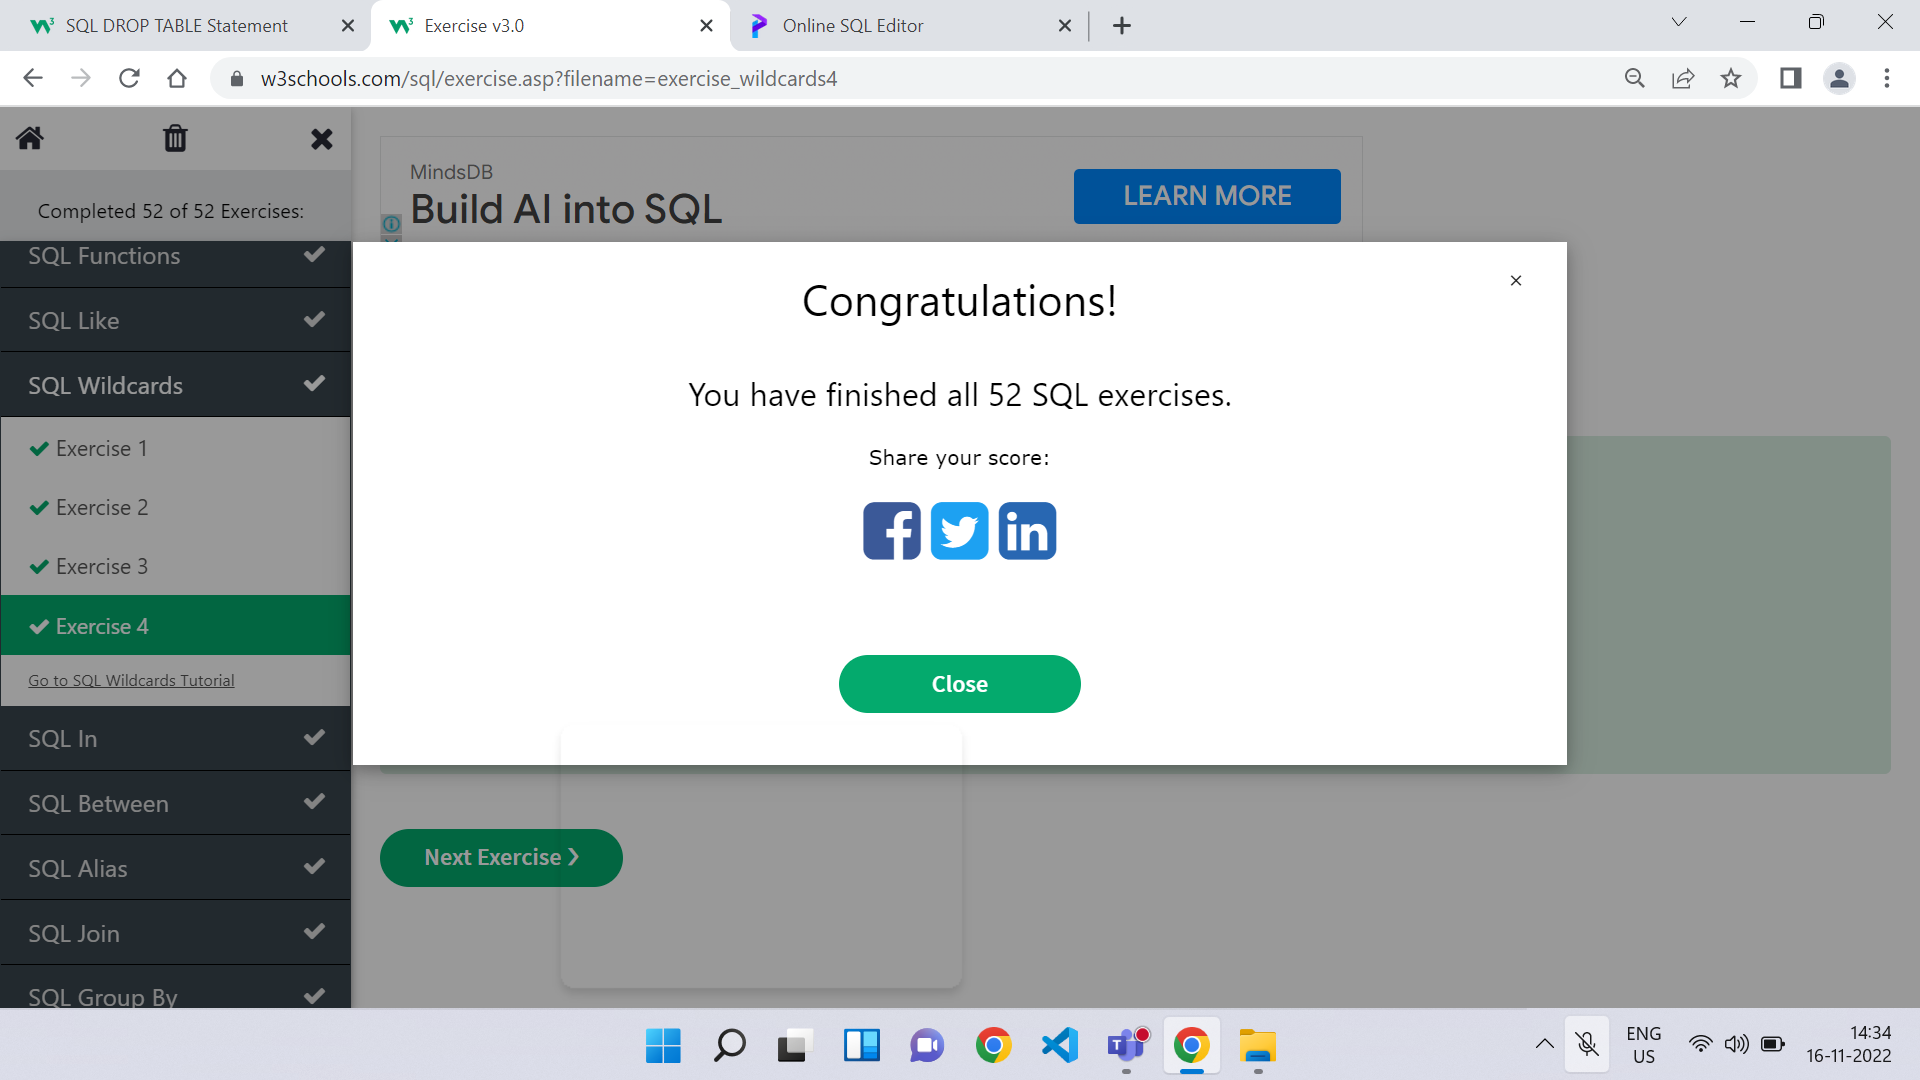 SQL DROP TABLE Statement
Exercise v3.0
Online SQL Editor
w3schools.com/sql/exercise.asp?filename=exercise_wildcards4
Completed 52 of 52 Exercises:
MindsDB
Build AI into SQL
LEARN MORE
SQL Functions
SQL Like
SQL Wildcards
Exercise 1
Exercise 2
Exercise 3
Exercise 4
Go to SQL Wildcards Tutorial
SQL In
SQL Between
SQL Alias
SQL Join
SQL Group By
Congratulations!
×
You have finished all 52 SQL exercises.
Share your score:
Close
Next Exercise ❯
ENG
US
14:34
16-11-2022